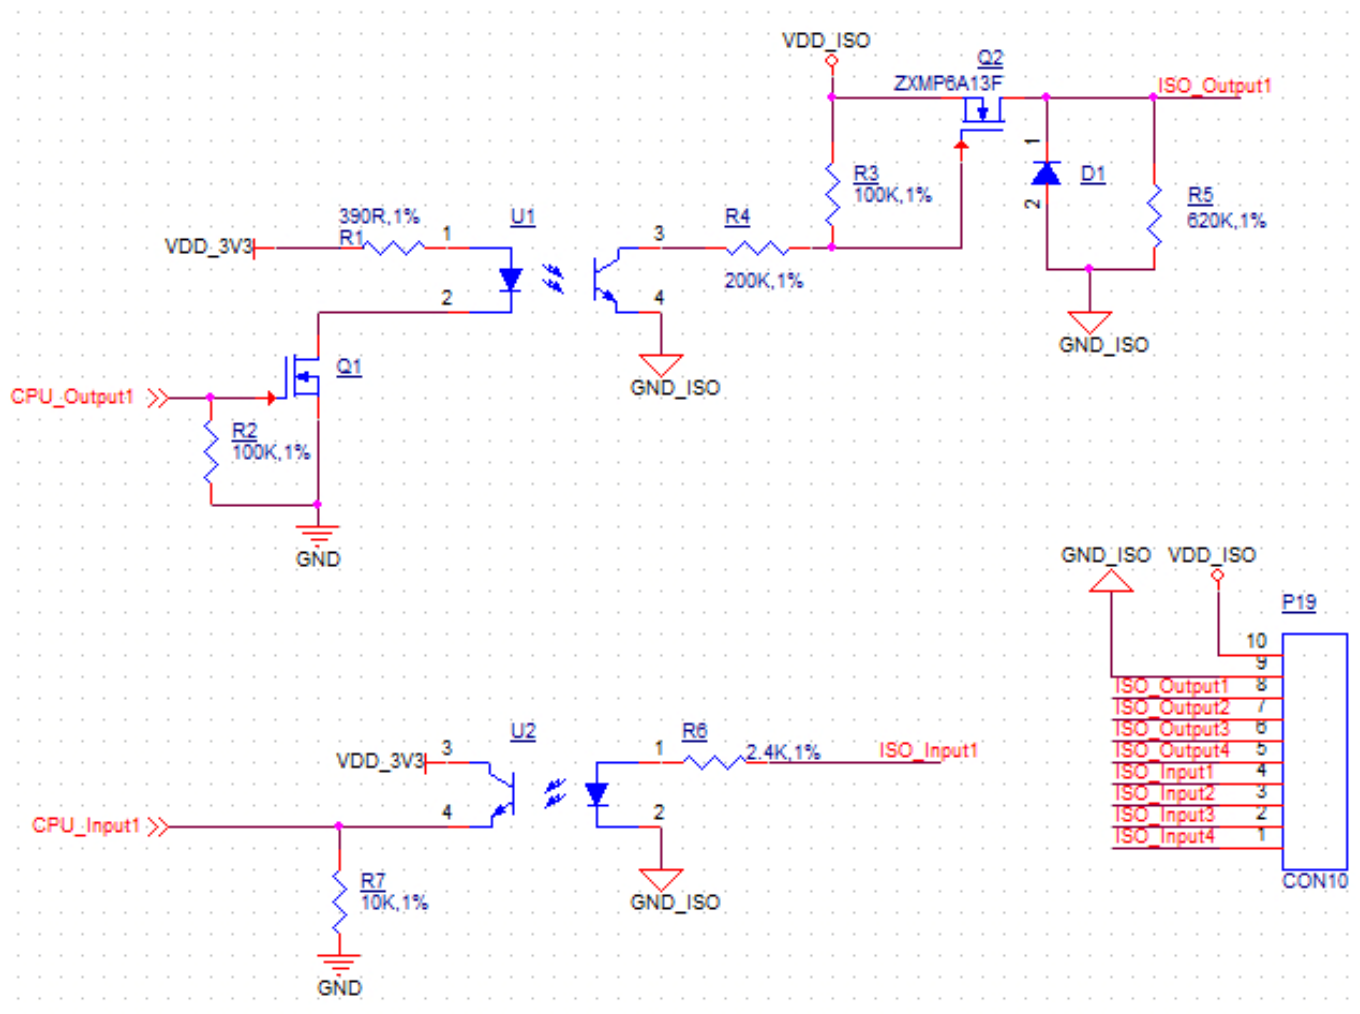 VDD_ISO
Q2
ZXMP6A13F
ISO_Output1
1
D1
2
R3
100K,1%
R5
620K,1%
390R,1%
R1
VDD_3V3
1
U1
3
R4
200K,1%
2
4
GND_ISO
GND_ISO
Q1
CPU_Output1
R2
100K,1%
GND
GND_ISO
VDD_ISO
P19
10
9
ISO_Output1 8
ISO_Output2 7
ISO_Output3 6
ISO_Output4 5
ISO_Input1 4
ISO_Input2 3
ISO_Input3 2
ISO_Input4 1
CON10
U2
VDD_3V3
3
1
R6
2.4K,1%
ISO_Input1
CPU_Input1
4
2
R7
10K,1%
GND_ISO
GND